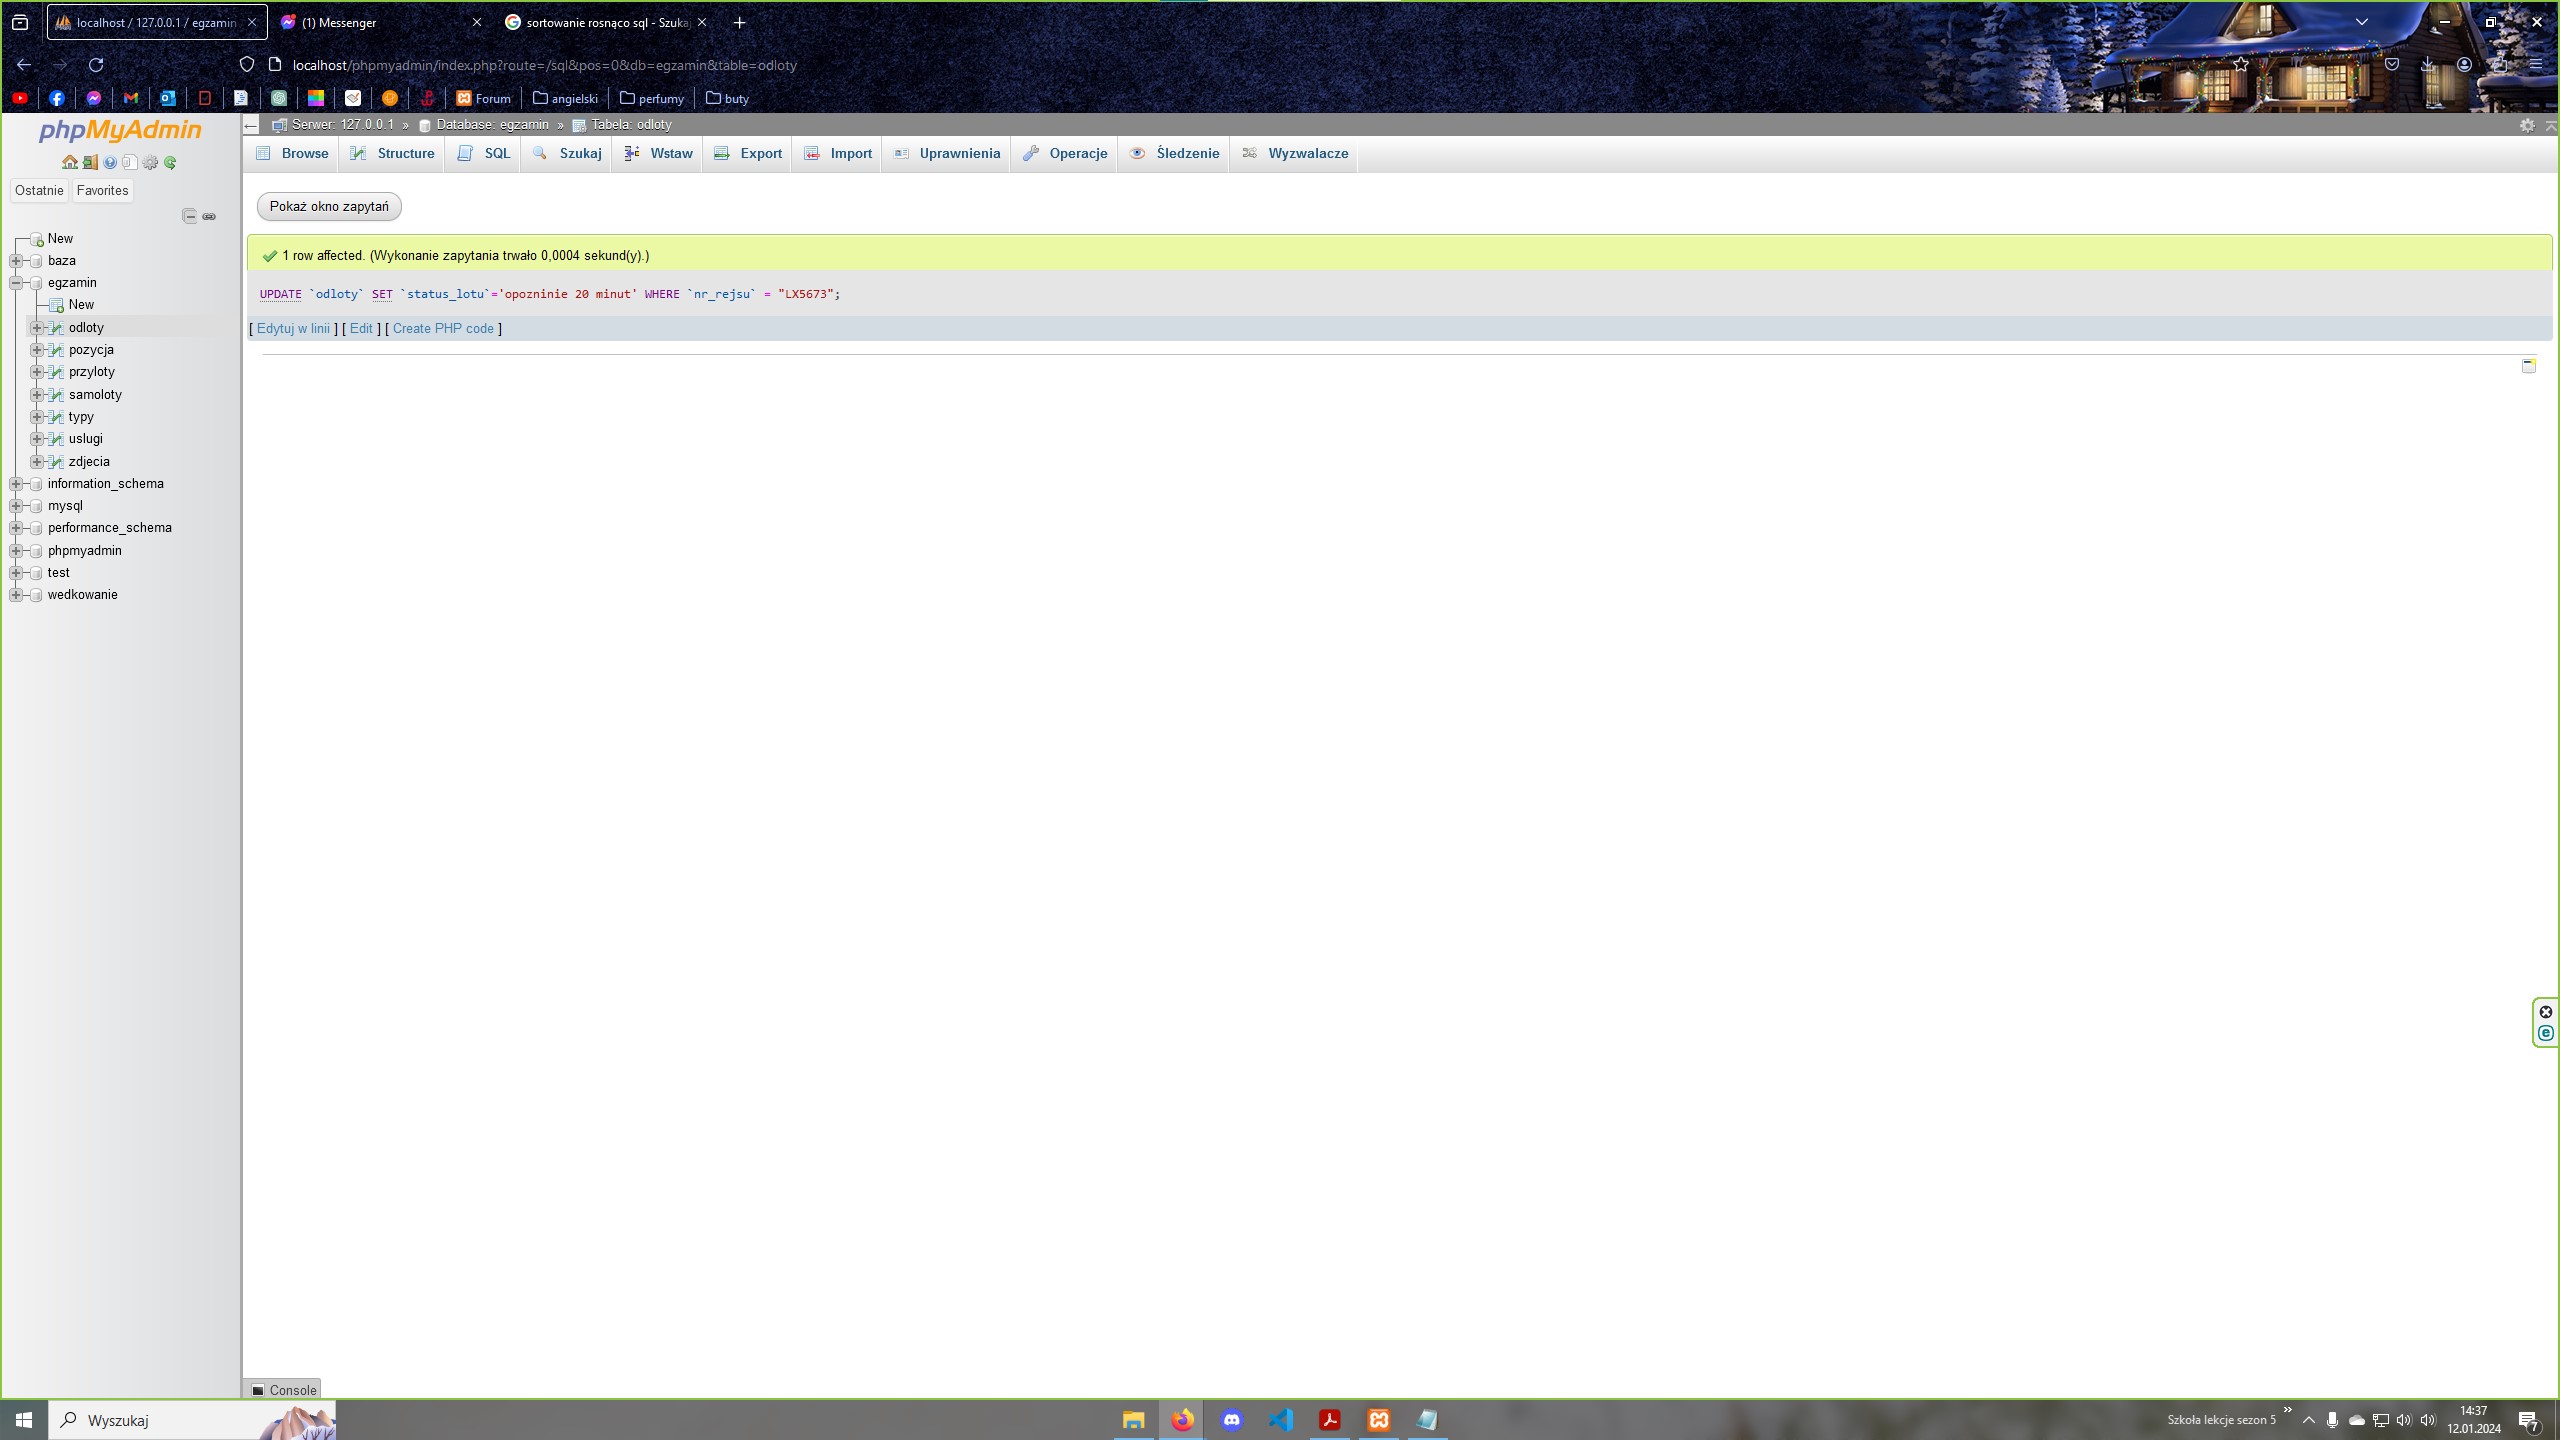 localhost / 127.0.0.1 / egzamin
(1) Messenger
sortowanie rosnąco sql - Szuka
localhost/phpmyadmin/index.php?route=/sql&pos=0&db=egzamin&table=odloty
Forum
angielski
perfumy
buty
phpMyAdmin
Serwer: 127.0.0.1 » Database: egzamin » Tabela: odloty
Browse
Structure
SQL
Szukaj
Wstaw
Export
Import
Uprawnienia
Operacje
Śledzenie
Wyzwalacze
Ostatnie
Favorites
New
baza
egzamin
New
odloty
pozycja
przyloty
samoloty
typy
uslugi
zdjecia
information_schema
mysql
performance_schema
phpmyadmin
test
wedkowanie
Pokaż okno zapytań
1 row affected. (Wykonanie zapytania trwało 0,0004 sekund(y).)
UPDATE `odloty` SET `status_lotu`='opozninie 20 minut' WHERE `nr_rejsu` = "LX5673";
[ Edytuj w linii ] [ Edit ] [ Create PHP code ]
Console
Wyszukaj
Szkoła lekcje sezon 5
14:37
12.01.2024
7